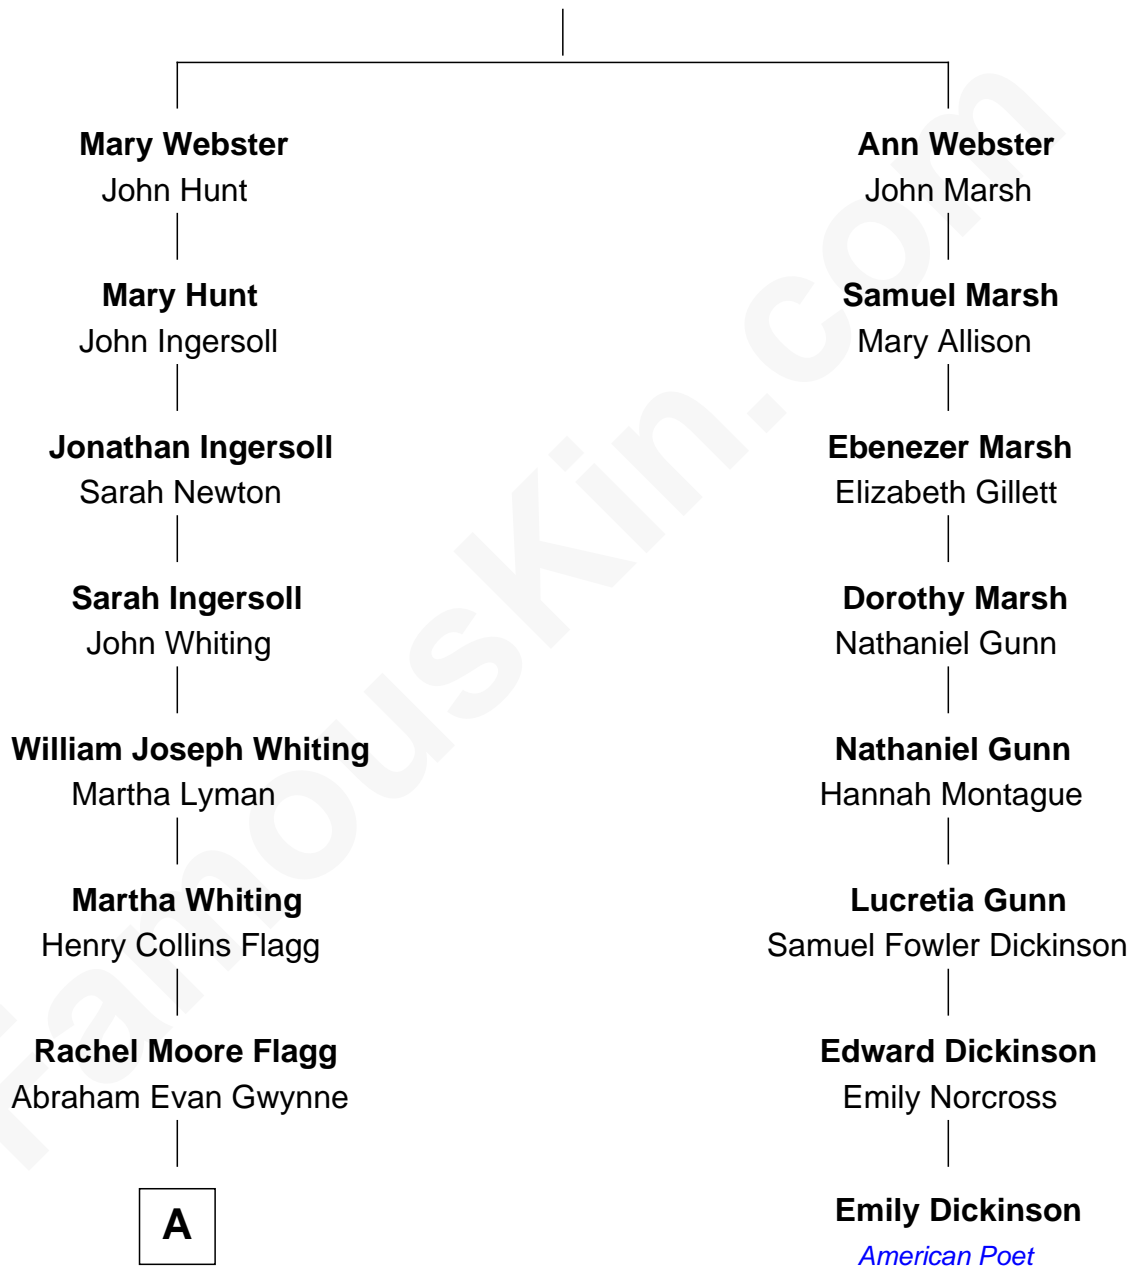 Mary Webster
John Hunt
Mary Hunt
John Ingersoll
Jonathan Ingersoll
Sarah Newton
Sarah Ingersoll
John Whiting
William Joseph Whiting
Martha Lyman
Martha Whiting
Henry Collins Flagg
Rachel Moore Flagg
Abraham Evan Gwynne
A
Ann Webster
John Marsh
Samuel Marsh
Mary Allison
Ebenezer Marsh
Elizabeth Gillett
Dorothy Marsh
Nathaniel Gunn
Nathaniel Gunn
Hannah Montague
Lucretia Gunn
Samuel Fowler Dickinson
Edward Dickinson
Emily Norcross
Emily Dickinson
American Poet
FamousKin.com